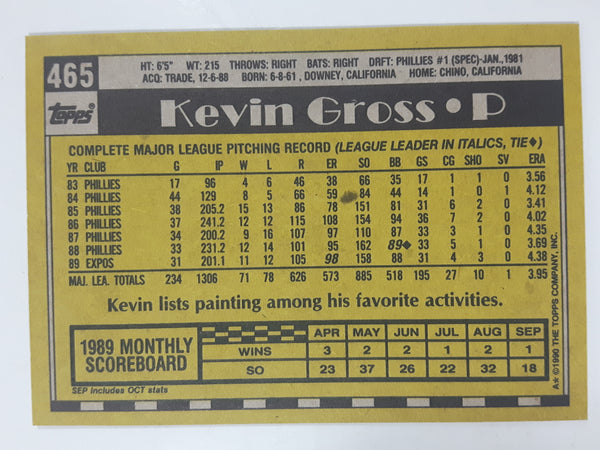 465
HT: 6'5" WT: 215 THROWS: RIGHT BATS: RIGHT DRFT: PHILLIES #1 (SPEC)-JAN., 1981
ACQ: TRADE, 12-6-88 BORN: 6-8-61, DOWNEY, CALIFORNIA HOME: CHINO, CALIFORNIA
topps®
Kevin Gross • P
COMPLETE MAJOR LEAGUE PITCHING RECORD (LEAGUE LEADER IN ITALICS, TIE♦)
YR CLUB G IP W L R ER SO BB GS CG SHO SV ERA
83 PHILLIES 17 96 4 6 46 38 66 35 17 1 1 0 3.56
84 PHILLIES 44 129 8 5 66 59 84 44 14 1 0 1 4.12
85 PHILLIES 38 205.2 15 13 86 78 151 81 31 6 2 0 3.41
86 PHILLIES 37 241.2 12 12 115 108 154 94 36 7 2 0 4.02
87 PHILLIES 34 200.2 9 16 107 97 110 87 33 3 1 0 4.35
88 PHILLIES 33 231.2 12 14 101 95 162 89♦ 33 5 1 0 3.69
89 EXPOS 31 201.1 11 12 105 98 158 88 31 4 3 0 4.38
MAJ. LEA. TOTALS 234 1306 71 78 626 573 885 518 195 27 10 1 3.95
Kevin lists painting among his favorite activities.
1989 MONTHLY SCOREBOARD
APR MAY JUN JUL AUG SEP
WINS 3 2 2 1 2 1
SO 23 37 26 22 32 18
SEP includes OCT stats
A★ ©1990 THE TOPPS COMPANY, INC.